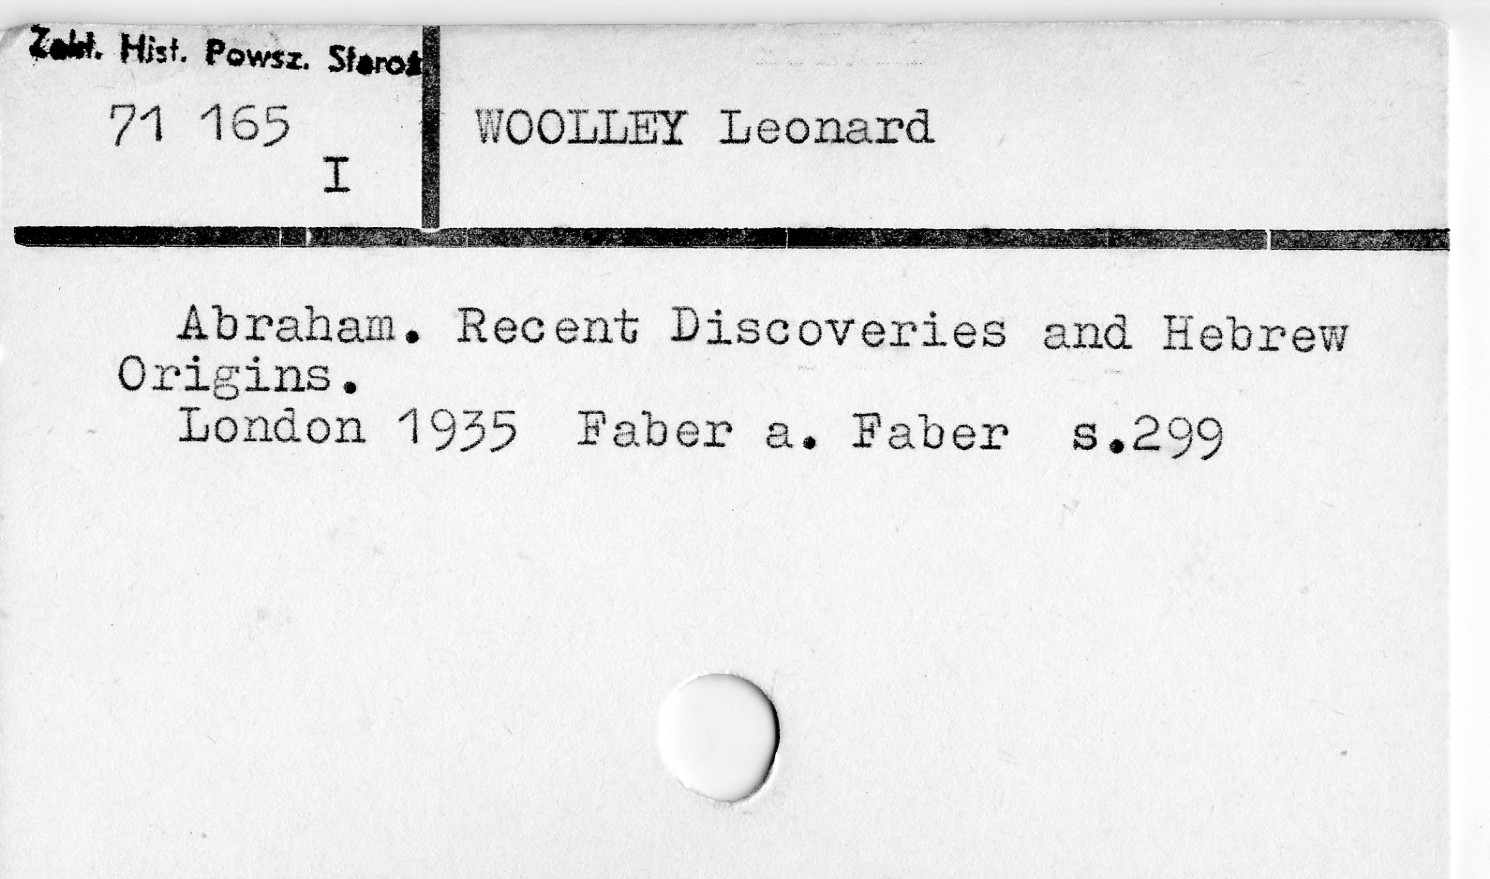 Zakł. Hist. Powsz. Staroż
71 165
I
WOOLLEY Leonard
Abraham. Recent Discoveries and Hebrew
Origins.
London 1935 Faber a. Faber s.299